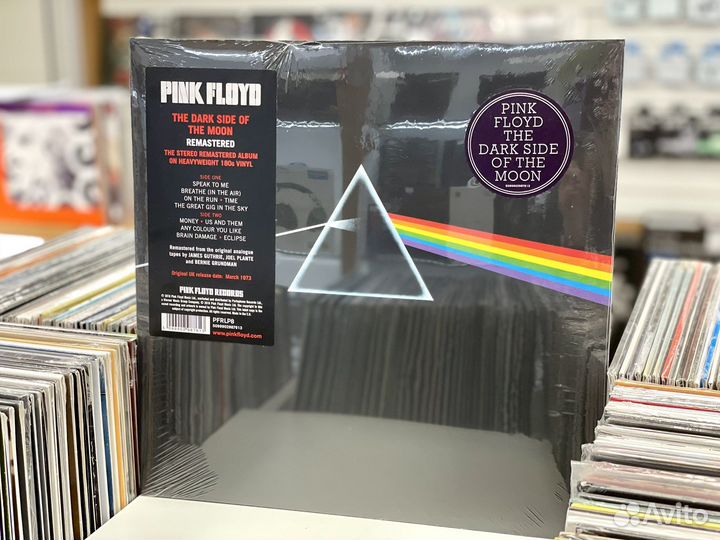 PINK FLOYD
THE DARK SIDE OF
THE MOON
REMASTERED
THE STEREO REMASTERED ALBUM
ON HEAVYWEIGHT 180g VINYL
SIDE ONE
SPEAK TO ME
BREATHE (IN THE AIR)
ON THE RUN • TIME
THE GREAT GIG IN THE SKY
SIDE TWO
MONEY • US AND THEM
ANY COLOUR YOU LIKE
BRAIN DAMAGE • ECLIPSE
Remastered from the original analogue
tapes by JAMES GUTHRIE, JOEL PLANTE
and BERNIE GRUNDMAN
Original UK release date: March 1973
PINK FLOYD RECORDS
PFRLP8
www.pinkfloyd.com
PINK
FLOYD
THE
DARK SIDE
OF THE
MOON
Avito